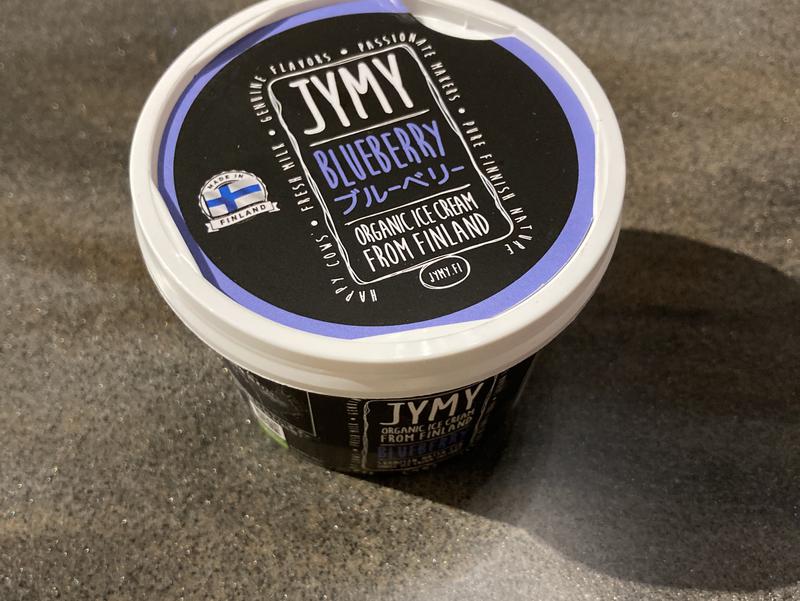 HAPPY COWS • FRESH MILK • GENUINE FLAVORS • PASSIONATE MAKERS • PURE FINNISH NATURE
JYMY
BLUEBERRY
ブルーベリー
ORGANIC ICE CREAM
FROM FINLAND
JYMY.FI
MADE IN
FINLAND
JYMY
ORGANIC ICE CREAM
FROM FINLAND
BLUEBERRY